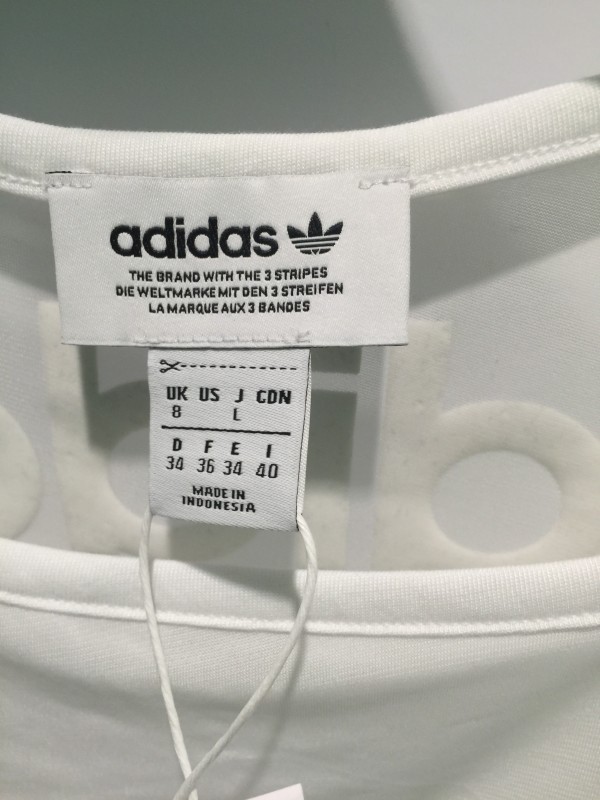 adidas
THE BRAND WITH THE 3 STRIPES
DIE WELTMARKE MIT DEN 3 STREIFEN
LA MARQUE AUX 3 BANDES
UK US J CDN
8 L
D F E I
34 36 34 40
MADE IN
INDONESIA